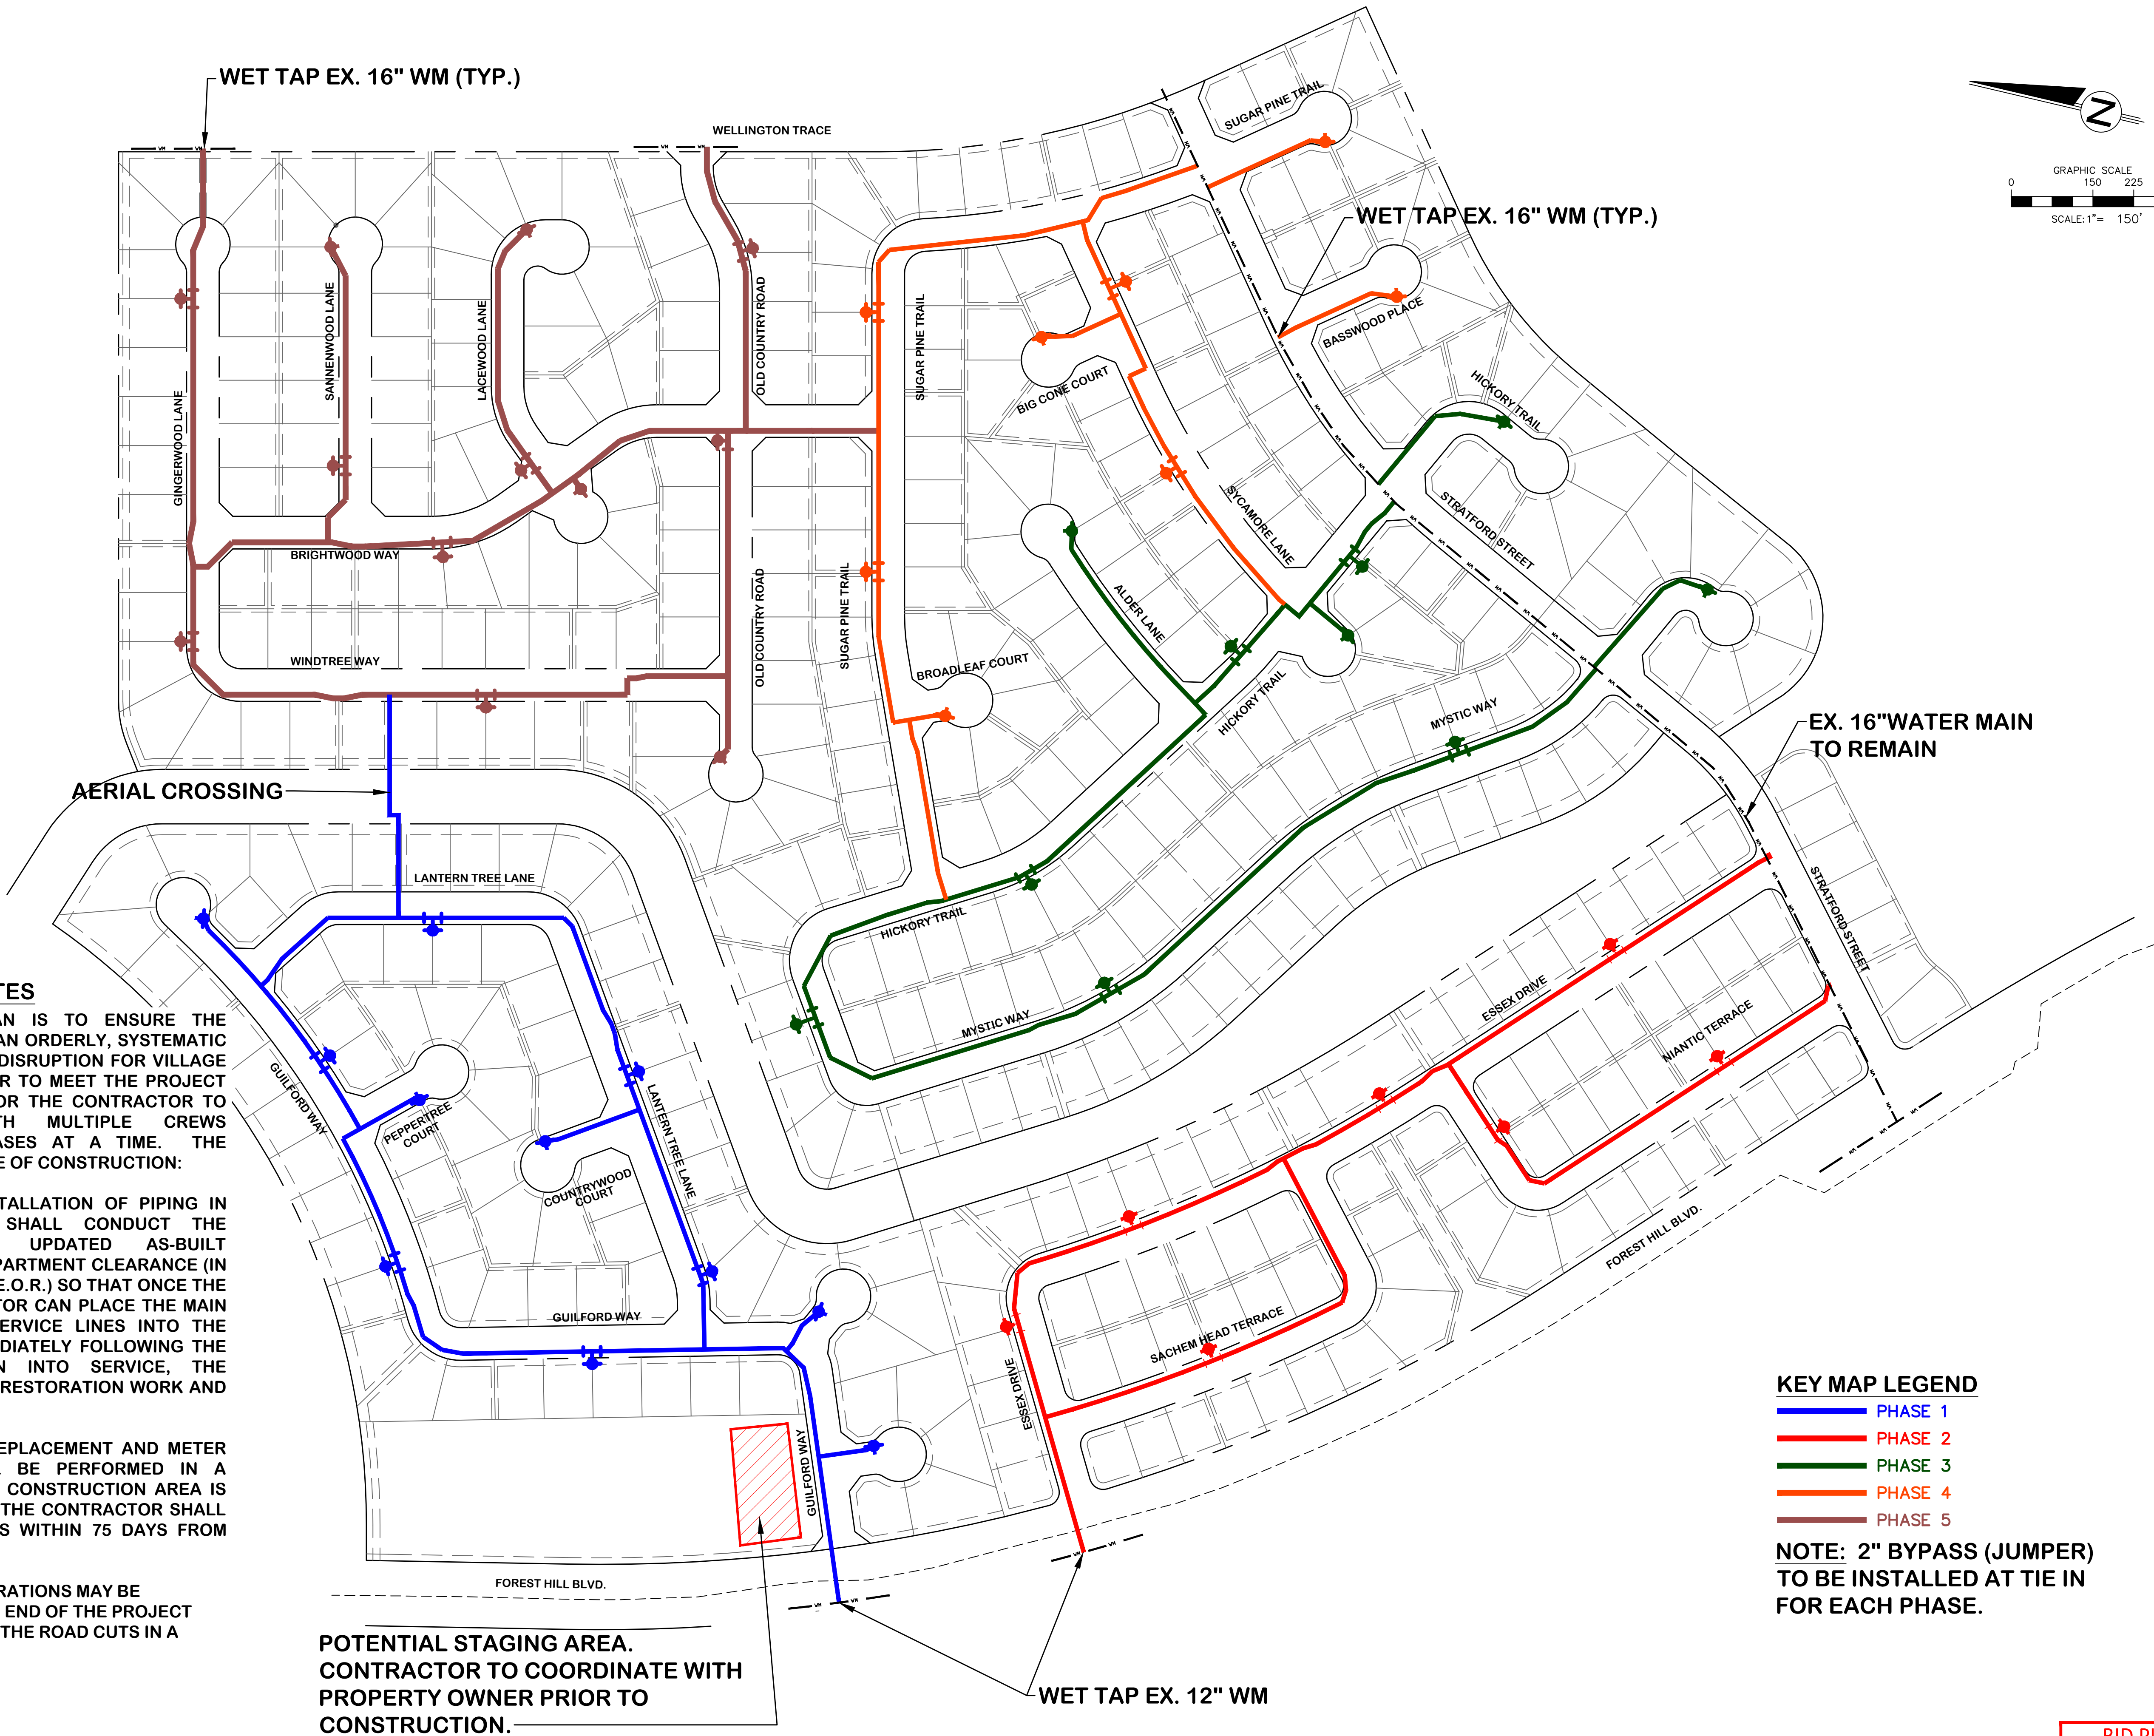 WET TAP EX. 16" WM (TYP.)
WELLINGTON TRACE
SUGAR PINE TRAIL
N
GRAPHIC SCALE
0 150 225
SCALE: 1"= 150'
WET TAP EX. 16" WM (TYP.)
GINGERWOOD LANE
SANNENWOOD LANE
LACEWOOD LANE
OLD COUNTRY ROAD
SUGAR PINE TRAIL
BIG CONE COURT
BASSWOOD PLACE
HICKORY TRAIL
STRATFORD STREET
SYCAMORE LANE
BRIGHTWOOD WAY
WINDTREE WAY
OLD COUNTRY ROAD
SUGAR PINE TRAIL
BROADLEAF COURT
ALDER LANE
HICKORY TRAIL
MYSTIC WAY
EX. 16"WATER MAIN
TO REMAIN
AERIAL CROSSING
LANTERN TREE LANE
HICKORY TRAIL
MYSTIC WAY
ESSEX DRIVE
NIANTIC TERRACE
STRATFORD STREET
TES
AN IS TO ENSURE THE
AN ORDERLY, SYSTEMATIC
DISRUPTION FOR VILLAGE
R TO MEET THE PROJECT
OR THE CONTRACTOR TO
TH MULTIPLE CREWS
ASES AT A TIME. THE
E OF CONSTRUCTION:
TALLATION OF PIPING IN
SHALL CONDUCT THE
UPDATED AS-BUILT
PARTMENT CLEARANCE (IN
E.O.R.) SO THAT ONCE THE
TOR CAN PLACE THE MAIN
SERVICE LINES INTO THE
DIATELY FOLLOWING THE
N INTO SERVICE, THE
RESTORATION WORK AND
EPLACEMENT AND METER
L BE PERFORMED IN A
CONSTRUCTION AREA IS
THE CONTRACTOR SHALL
S WITHIN 75 DAYS FROM
RATIONS MAY BE
END OF THE PROJECT
THE ROAD CUTS IN A
GUILFORD WAY
PEPPERTREE
COURT
COUNTRYWOOD
COURT
LANTERN TREE LANE
GUILFORD WAY
GUILFORD WAY
ESSEX DRIVE
SACHEM HEAD TERRACE
FOREST HILL BLVD.
FOREST HILL BLVD.
POTENTIAL STAGING AREA.
CONTRACTOR TO COORDINATE WITH
PROPERTY OWNER PRIOR TO
CONSTRUCTION.
WET TAP EX. 12" WM
KEY MAP LEGEND
PHASE 1
PHASE 2
PHASE 3
PHASE 4
PHASE 5
NOTE: 2" BYPASS (JUMPER)
TO BE INSTALLED AT TIE IN
FOR EACH PHASE.